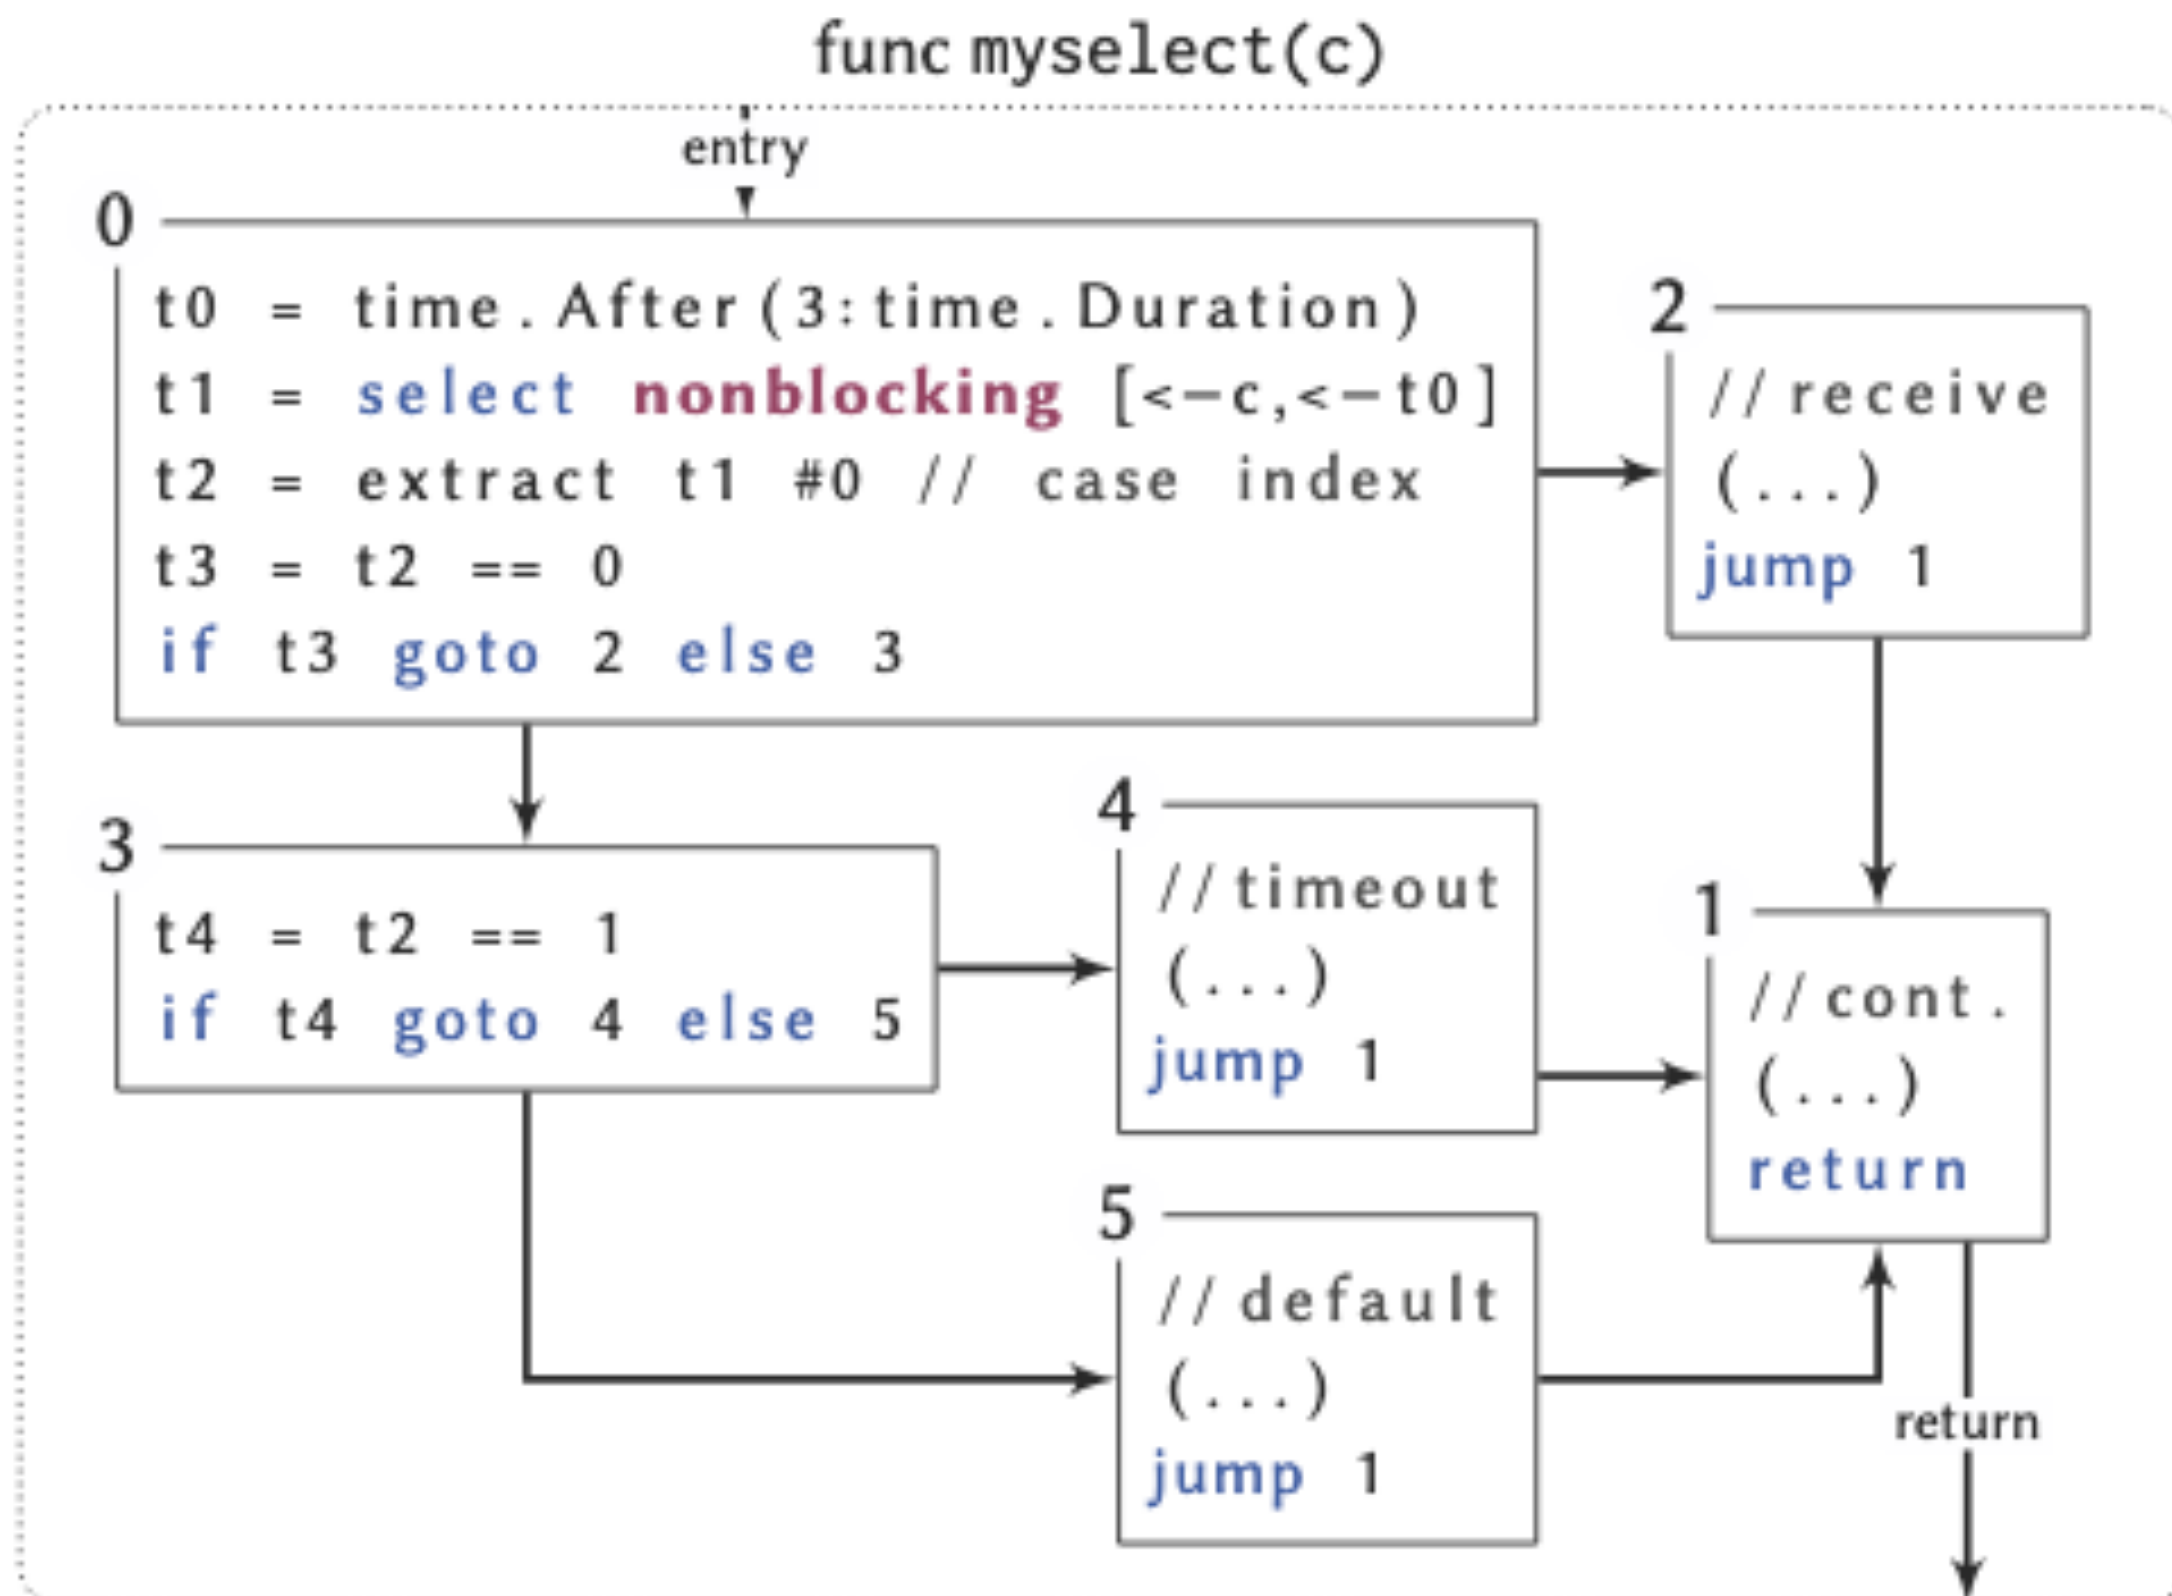 func myselect(c)
entry
0
t0 = time.After(3:time.Duration)
t1 = select nonblocking [<-c,<-t0]
t2 = extract t1 #0 // case index
t3 = t2 == 0
if t3 goto 2 else 3
2
//receive
(...)
jump 1
3
t4 = t2 == 1
if t4 goto 4 else 5
4
//timeout
(...)
jump 1
1
//cont.
(...)
return
5
//default
(...)
jump 1
return